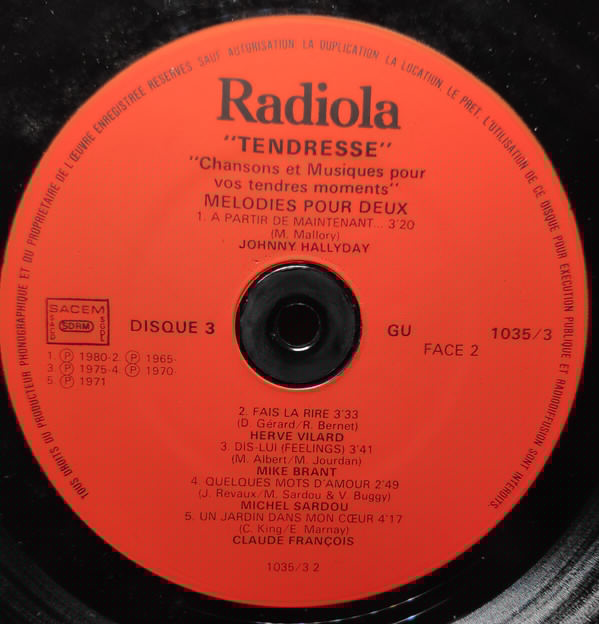 TOUS DROITS DU PRODUCTEUR PHONOGRAPHIQUE ET DU PROPRIETAIRE DE L'ŒUVRE ENREGISTREE RESERVES SAUF AUTORISATION LA DUPLICATION LA LOCATION LE PRET, L'UTILISATION DE CE DISQUE POUR EXECUTION PUBLIQUE ET RADIODIFFUSION SONT INTERDITS.
Radiola
"TENDRESSE"
"Chansons et Musiques pour
vos tendres moments"
MELODIES POUR DEUX
1. A PARTIR DE MAINTENANT... 3'20
(M. Mallory)
JOHNNY HALLYDAY
SACEM
SACD SDRM SGDL
DISQUE 3
GU 1035/3
FACE 2
1. Ⓟ 1980-2. Ⓟ 1965-
3 Ⓟ 1975-4. Ⓟ 1970-
5 Ⓟ 1971
2. FAIS LA RIRE 3'33
(D. Gérard/R. Bernet)
HERVE VILARD
3. DIS-LUI (FEELINGS) 3'41
(M. Albert/M. Jourdan)
MIKE BRANT
4. QUELQUES MOTS D'AMOUR 2'49
(J. Revaux/M. Sardou & V. Buggy)
MICHEL SARDOU
5. UN JARDIN DANS MON CŒUR 4'17
(C. King/E. Marnay)
CLAUDE FRANÇOIS
1035/3 2